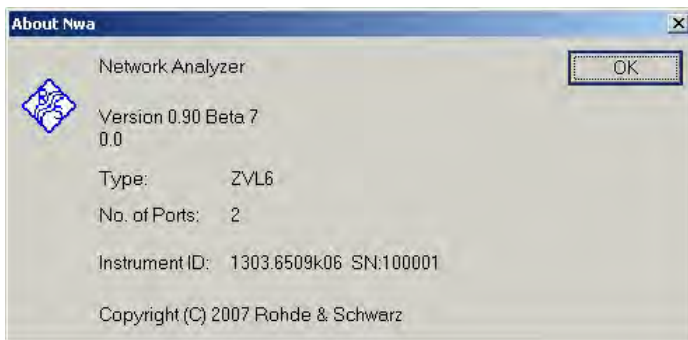 About Nwa
Network Analyzer
OK
Version 0.90 Beta 7
0.0
Type: ZVL6
No. of Ports: 2
Instrument ID: 1303.6509k06 SN:100001
Copyright (C) 2007 Rohde & Schwarz